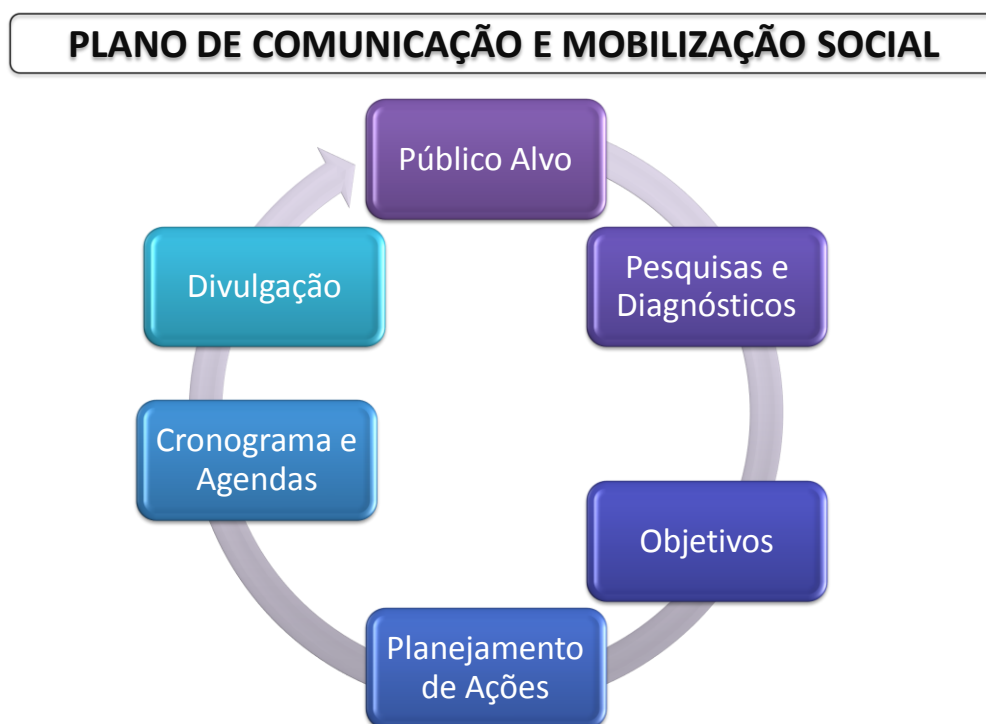 PLANO DE COMUNICAÇÃO E MOBILIZAÇÃO SOCIAL
Público Alvo
Pesquisas e
Diagnósticos
Objetivos
Planejamento
de Ações
Cronograma e
Agendas
Divulgação